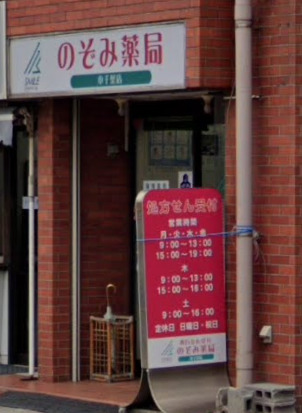 のぞみ薬局
処方せん受付
営業時間
月・火・水・金
9:00〜13:00
15:00〜19:00
木
9:00〜13:00
15:00〜18:00
土
9:00〜16:00
定休日 日曜日・祝日
のぞみ薬局